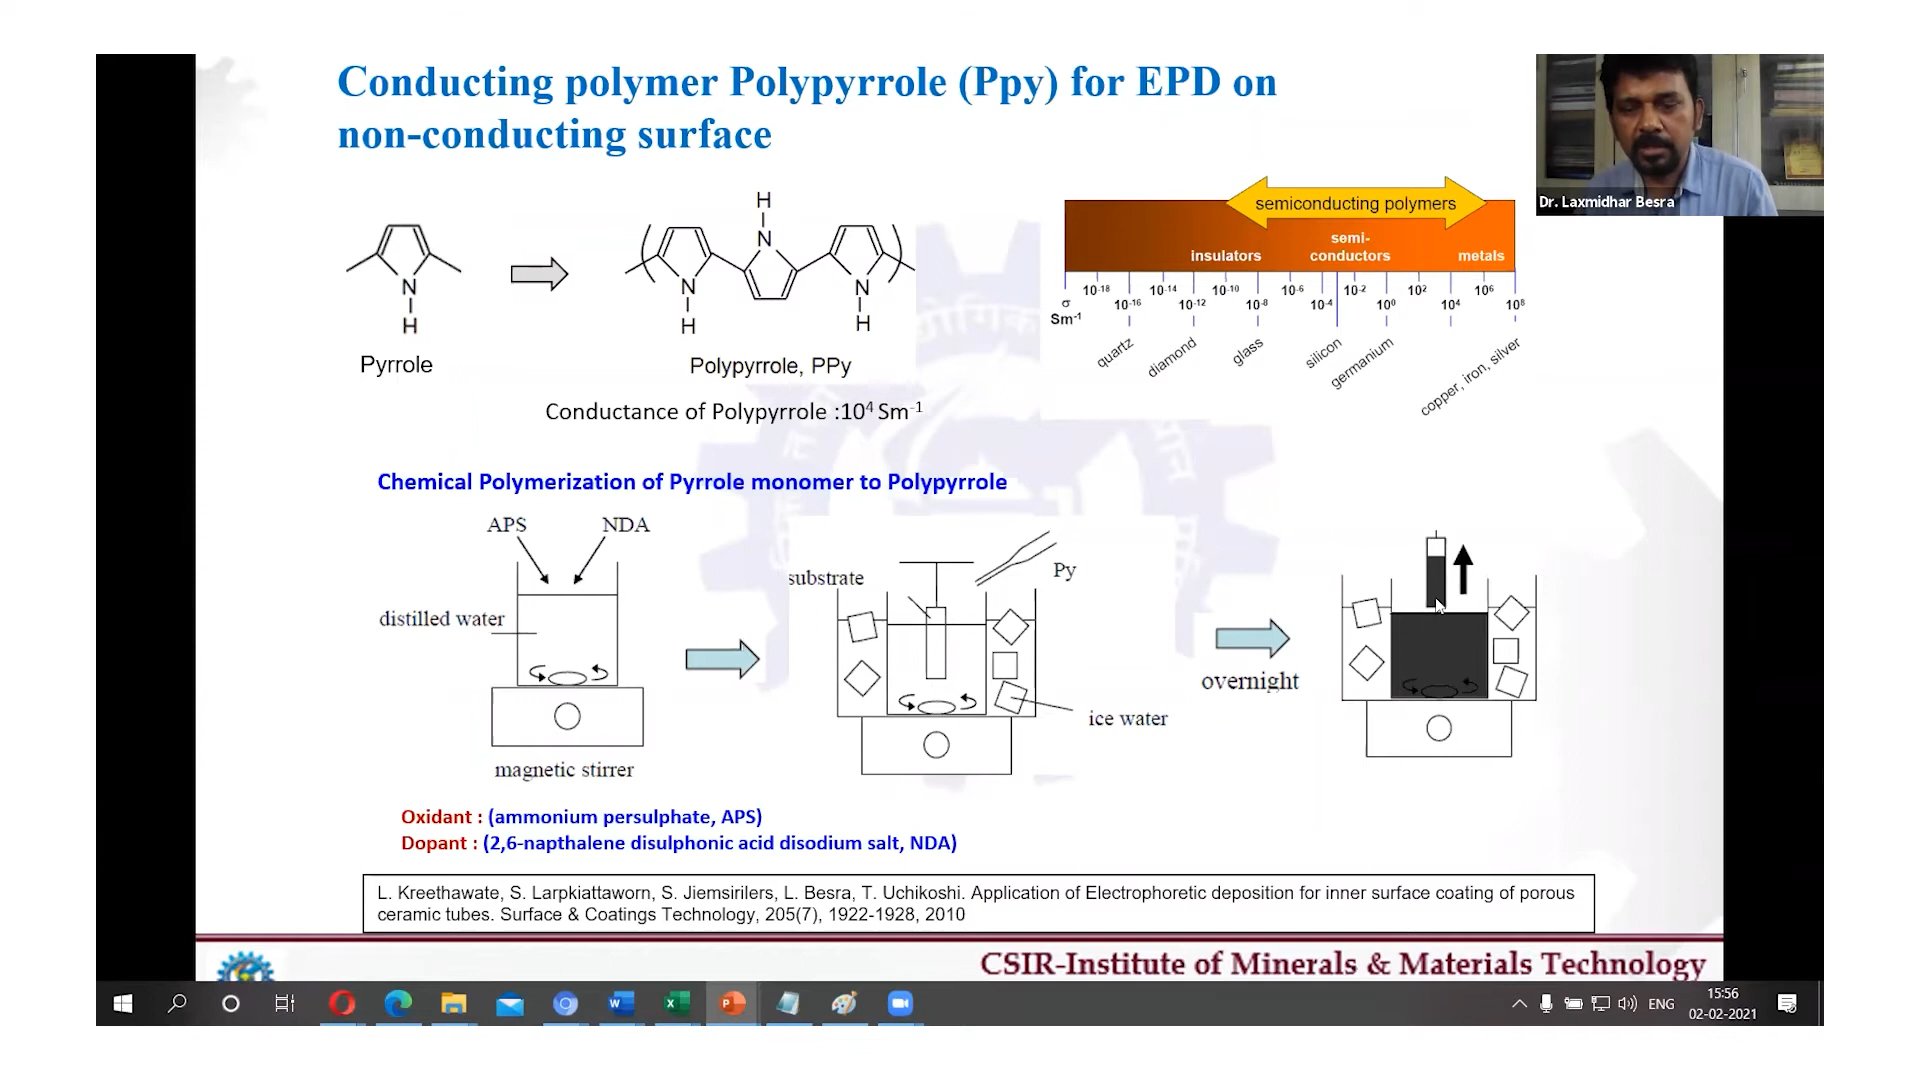 Conducting polymer Polypyrrole (Ppy) for EPD on
non-conducting surface
Dr. Laxmidhar Besra
H
N
H
Pyrrole
H
N
N
H
N
H
Polypyrrole, PPy
Conductance of Polypyrrole :10⁴ Sm⁻¹
semiconducting polymers
insulators
semi-
conductors
metals
σ
Sm⁻¹
10⁻¹⁸
10⁻¹⁶
10⁻¹⁴
10⁻¹²
10⁻¹⁰
10⁻⁸
10⁻⁶
10⁻⁴
10⁻²
10⁰
10²
10⁴
10⁶
10⁸
quartz
diamond
glass
silicon
germanium
copper, iron, silver
Chemical Polymerization of Pyrrole monomer to Polypyrrole
APS
NDA
distilled water
magnetic stirrer
substrate
Py
ice water
overnight
Oxidant : (ammonium persulphate, APS)
Dopant : (2,6-napthalene disulphonic acid disodium salt, NDA)
L. Kreethawate, S. Larpkiattaworn, S. Jiemsirilers, L. Besra, T. Uchikoshi. Application of Electrophoretic deposition for inner surface coating of porous
ceramic tubes. Surface & Coatings Technology, 205(7), 1922-1928, 2010
CSIR-Institute of Minerals & Materials Technology
ENG
15:56
02-02-2021